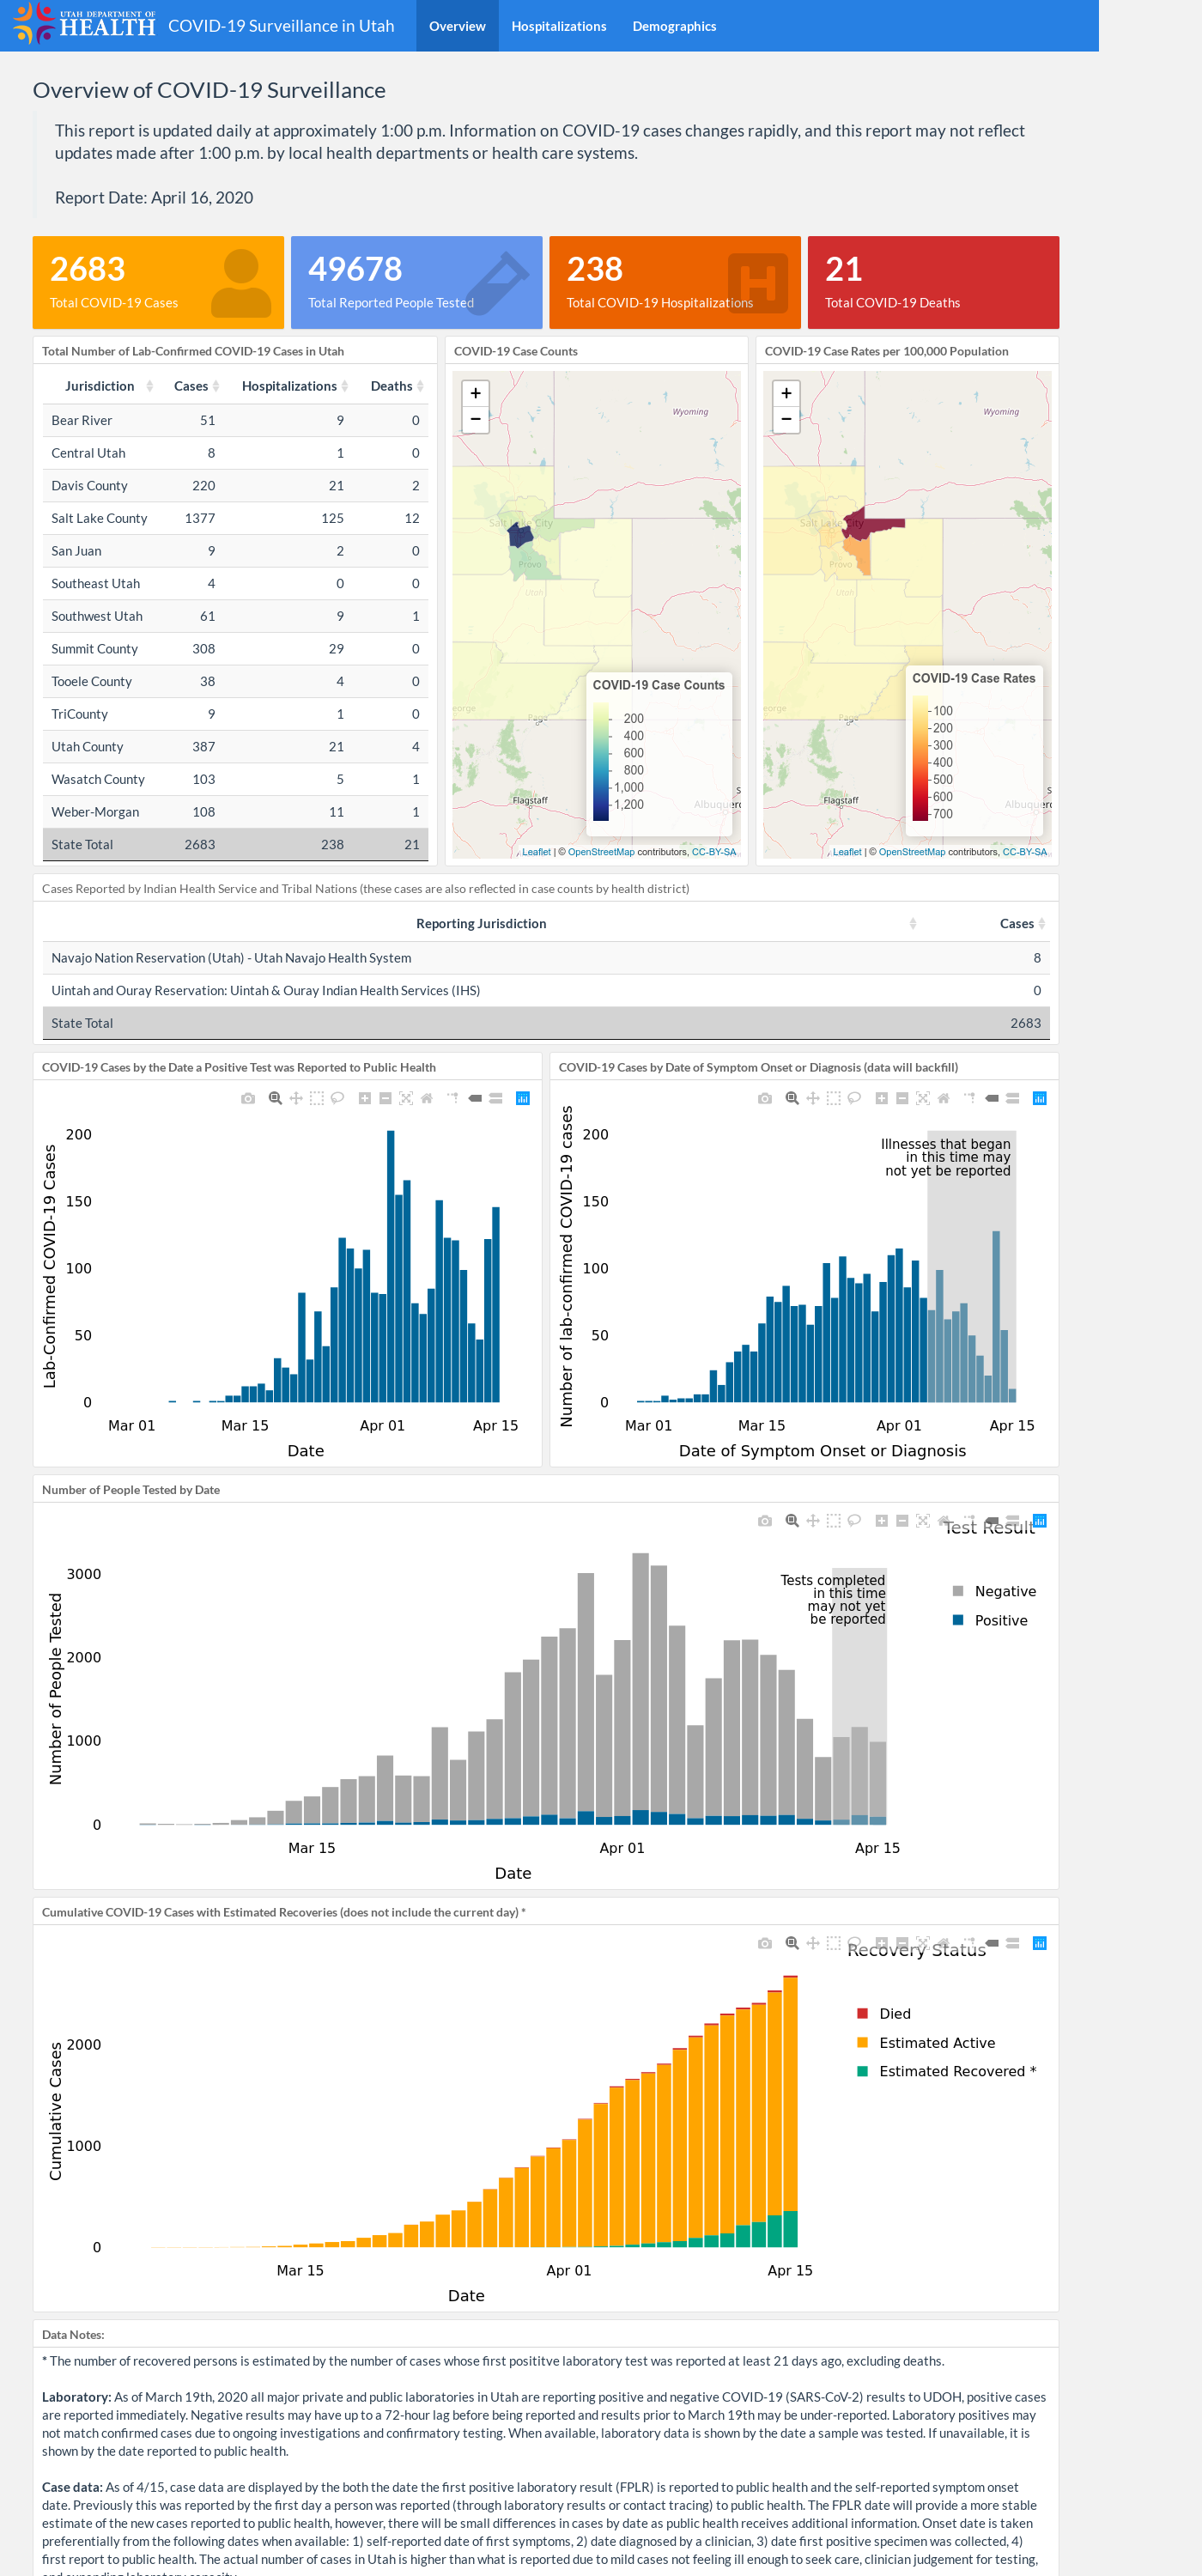 UTAH DEPARTMENT OF
HEALTH
COVID-19 Surveillance in Utah
Overview
Hospitalizations
Demographics
Overview of COVID-19 Surveillance
This report is updated daily at approximately 1:00 p.m. Information on COVID-19 cases changes rapidly, and this report may not reflect
updates made after 1:00 p.m. by local health departments or health care systems.
Report Date: April 16, 2020
2683
Total COVID-19 Cases
49678
Total Reported People Tested
238
Total COVID-19 Hospitalizations
H
21
Total COVID-19 Deaths
Total Number of Lab-Confirmed COVID-19 Cases in Utah
Jurisdiction Cases Hospitalizations Deaths
Bear River 51 9 0
Central Utah 8 1 0
Davis County 220 21 2
Salt Lake County 1377 125 12
San Juan 9 2 0
Southeast Utah 4 0 0
Southwest Utah 61 9 1
Summit County 308 29 0
Tooele County 38 4 0
TriCounty 9 1 0
Utah County 387 21 4
Wasatch County 103 5 1
Weber-Morgan 108 11 1
State Total 2683 238 21
COVID-19 Case Counts
+
−
Wyoming
Salt Lake City
Provo
Utah
eorge
Page
Flagstaff
Albuquerq
S
COVID-19 Case Counts
200
400
600
800
1,000
1,200
Leaflet | © OpenStreetMap contributors, CC-BY-SA
COVID-19 Case Rates per 100,000 Population
+
−
Wyoming
Salt Lake City
Provo
Utah
eorge
Page
Flagstaff
Albuquerq
S
COVID-19 Case Rates
100
200
300
400
500
600
700
Leaflet | © OpenStreetMap contributors, CC-BY-SA
Cases Reported by Indian Health Service and Tribal Nations (these cases are also reflected in case counts by health district)
Reporting Jurisdiction Cases
Navajo Nation Reservation (Utah) - Utah Navajo Health System 8
Uintah and Ouray Reservation: Uintah & Ouray Indian Health Services (IHS) 0
State Total 2683
COVID-19 Cases by the Date a Positive Test was Reported to Public Health
Lab-Confirmed COVID-19 Cases
200
150
100
50
0
Mar 01 Mar 15 Apr 01 Apr 15
Date
COVID-19 Cases by Date of Symptom Onset or Diagnosis (data will backfill)
Number of lab-confirmed COVID-19 cases
200
150
100
50
0
Illnesses that began
in this time may
not yet be reported
Mar 01 Mar 15 Apr 01 Apr 15
Date of Symptom Onset or Diagnosis
Number of People Tested by Date
Number of People Tested
3000
2000
1000
0
Tests completed
in this time
may not yet
be reported
Test Result
Negative
Positive
Mar 15 Apr 01 Apr 15
Date
Cumulative COVID-19 Cases with Estimated Recoveries (does not include the current day) *
Cumulative Cases
2000
1000
0
Recovery Status
Died
Estimated Active
Estimated Recovered *
Mar 15 Apr 01 Apr 15
Date
Data Notes:
* The number of recovered persons is estimated by the number of cases whose first posititve laboratory test was reported at least 21 days ago, excluding deaths.
Laboratory: As of March 19th, 2020 all major private and public laboratories in Utah are reporting positive and negative COVID-19 (SARS-CoV-2) results to UDOH, positive cases
are reported immediately. Negative results may have up to a 72-hour lag before being reported and results prior to March 19th may be under-reported. Laboratory positives may
not match confirmed cases due to ongoing investigations and confirmatory testing. When available, laboratory data is shown by the date a sample was tested. If unavailable, it is
shown by the date reported to public health.
Case data: As of 4/15, case data are displayed by the both the date the first positive laboratory result (FPLR) is reported to public health and the self-reported symptom onset
date. Previously this was reported by the first day a person was reported (through laboratory results or contact tracing) to public health. The FPLR date will provide a more stable
estimate of the new cases reported to public health, however, there will be small differences in cases by date as public health receives additional information. Onset date is taken
preferentially from the following dates when available: 1) self-reported date of first symptoms, 2) date diagnosed by a clinician, 3) date first positive specimen was collected, 4)
first report to public health. The actual number of cases in Utah is higher than what is reported due to mild cases not feeling ill enough to seek care, clinician judgement for testing,